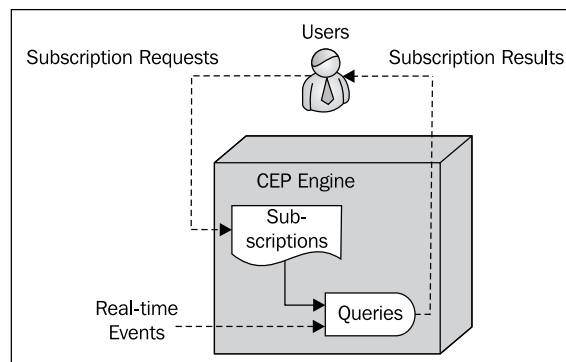 Users
Subscription Requests
Subscription Results
CEP Engine
Sub-
scriptions
Real-time
Events
Queries